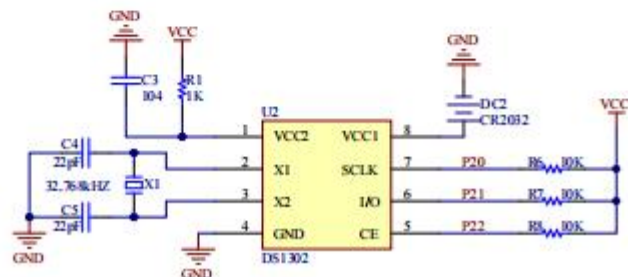 GND
VCC
GND
C3
104
R1
1K
DC2
CR2032
VCC
U2
1 VCC2 VCC1 8
C4
22pF
2 X1 SCLK 7 P20 R6 10K
32.768kHZ X1
3 X2 I/O 6 P21 R7 10K
C5
22pF
4 GND CE 5 P22 R8 10K
GND
GND
DS1302